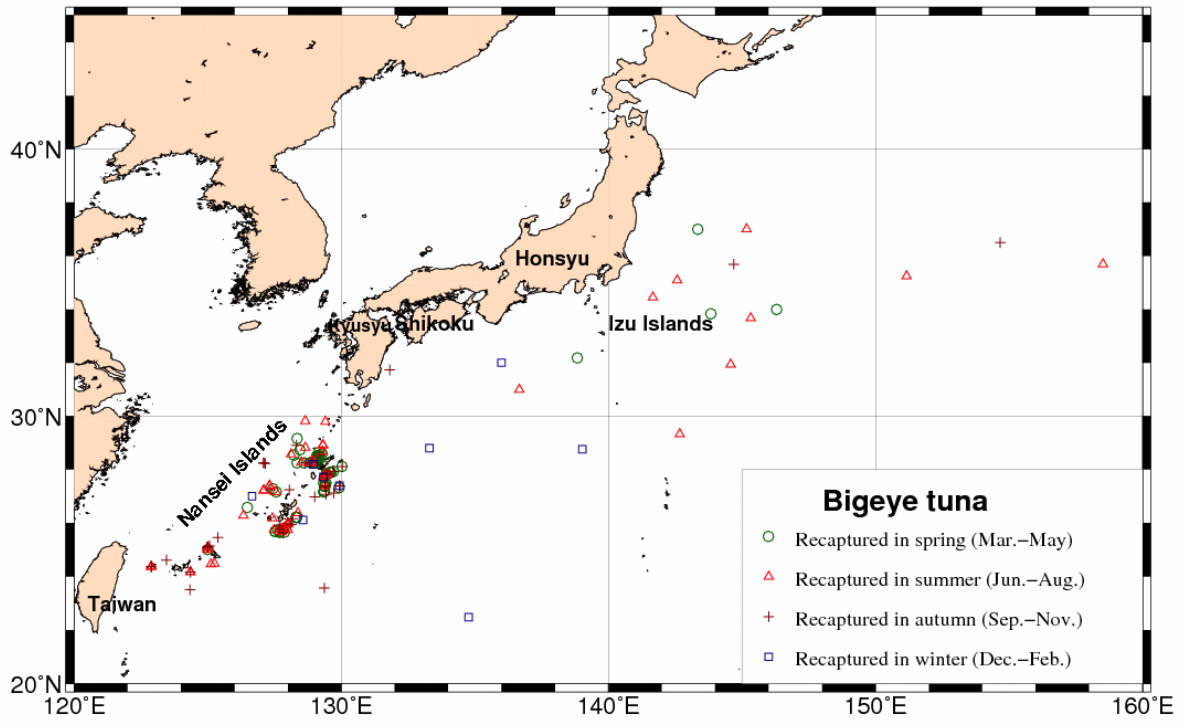 40°N
Honsyu
Kyusyu Shikoku Izu Islands
30°N
Nansei Islands
Bigeye tuna
Recaptured in spring (Mar.−May)
Recaptured in summer (Jun.−Aug.)
Taiwan
Recaptured in autumn (Sep.−Nov.)
Recaptured in winter (Dec.−Feb.)
20°N
120°E 130°E 140°E 150°E 160°E